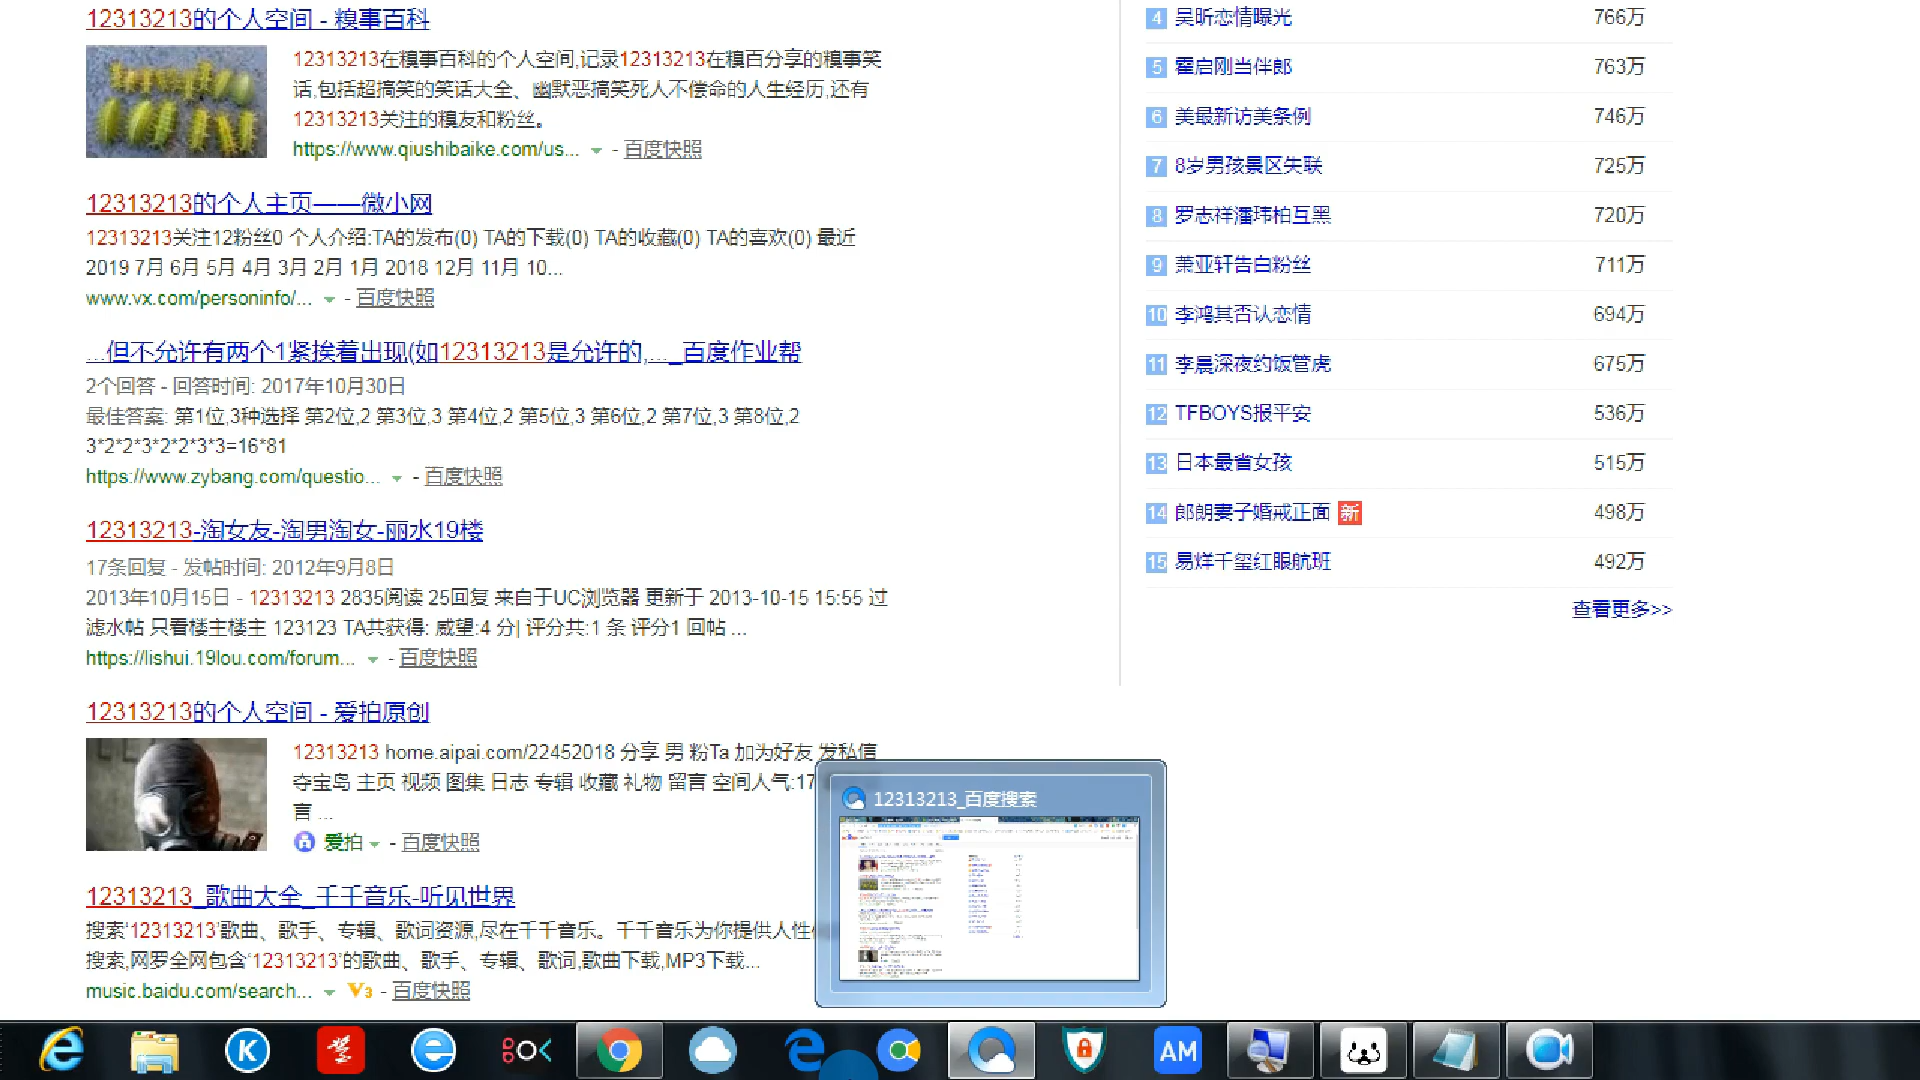 12313213的个人空间 - 糗事百科
12313213在糗事百科的个人空间,记录12313213在糗百分享的糗事笑
话,包括超搞笑的笑话大全、幽默恶搞笑死人不偿命的人生经历,还有
12313213关注的糗友和粉丝。
https://www.qiushibaike.com/us... - 百度快照
12313213的个人主页——微小网
12313213关注12粉丝0 个人介绍:TA的发布(0) TA的下载(0) TA的收藏(0) TA的喜欢(0) 最近
2019 7月 6月 5月 4月 3月 2月 1月 2018 12月 11月 10...
www.vx.com/personinfo/... - 百度快照
...但不允许有两个1紧挨着出现(如12313213是允许的,..._百度作业帮
2个回答 - 回答时间: 2017年10月30日
最佳答案: 第1位,3种选择 第2位,2 第3位,3 第4位,2 第5位,3 第6位,2 第7位,3 第8位,2
3*2*2*3*2*2*3*3=16*81
https://www.zybang.com/questio... - 百度快照
12313213-淘女友-淘男淘女-丽水19楼
17条回复 - 发帖时间: 2012年9月8日
2013年10月15日 - 12313213 2835阅读 25回复 来自于UC浏览器 更新于 2013-10-15 15:55 过
滤水帖 只看楼主楼主 123123 TA共获得: 威望:4 分| 评分共:1 条 评分1 回帖 ...
https://lishui.19lou.com/forum... - 百度快照
12313213的个人空间 - 爱拍原创
12313213 home.aipai.com/22452018 分享 男 粉Ta 加为好友 发私信
夺宝岛 主页 视频 图集 日志 专辑 收藏 礼物 留言 空间人气:17
言 ...
爱拍 - 百度快照
12313213_歌曲大全_千千音乐-听见世界
搜索'12313213'歌曲、歌手、专辑、歌词资源,尽在千千音乐。千千音乐为你提供人性
搜索,网罗全网包含'12313213'的歌曲、歌手、专辑、歌词,歌曲下载,MP3下载...
music.baidu.com/search... V3 - 百度快照
4 吴昕恋情曝光 766万
5 霍启刚当伴郎 763万
6 美最新访美条例 746万
7 8岁男孩景区失联 725万
8 罗志祥潘玮柏互黑 720万
9 萧亚轩告白粉丝 711万
10 李鸿其否认恋情 694万
11 李晨深夜约饭管虎 675万
12 TFBOYS报平安 536万
13 日本最省女孩 515万
14 郎朗妻子婚戒正面 新 498万
15 易烊千玺红眼航班 492万
查看更多>>
12313213_百度搜索
K
AM